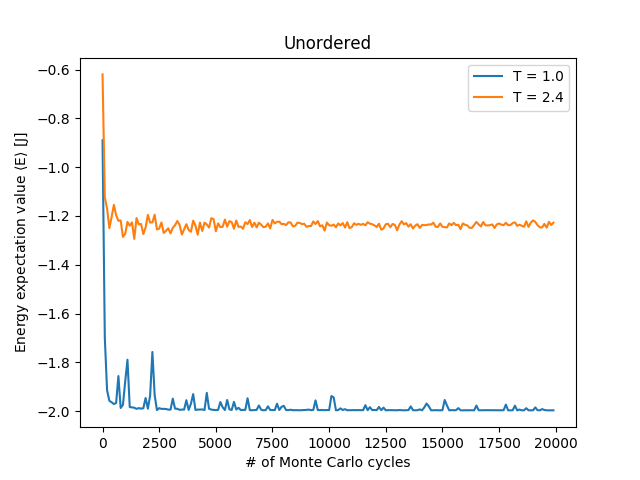 Unordered
T = 1.0
T = 2.4
Energy expectation value ⟨E⟩ [J]
−0.6
−0.8
−1.0
−1.2
−1.4
−1.6
−1.8
−2.0
0 2500 5000 7500 10000 12500 15000 17500 20000
# of Monte Carlo cycles